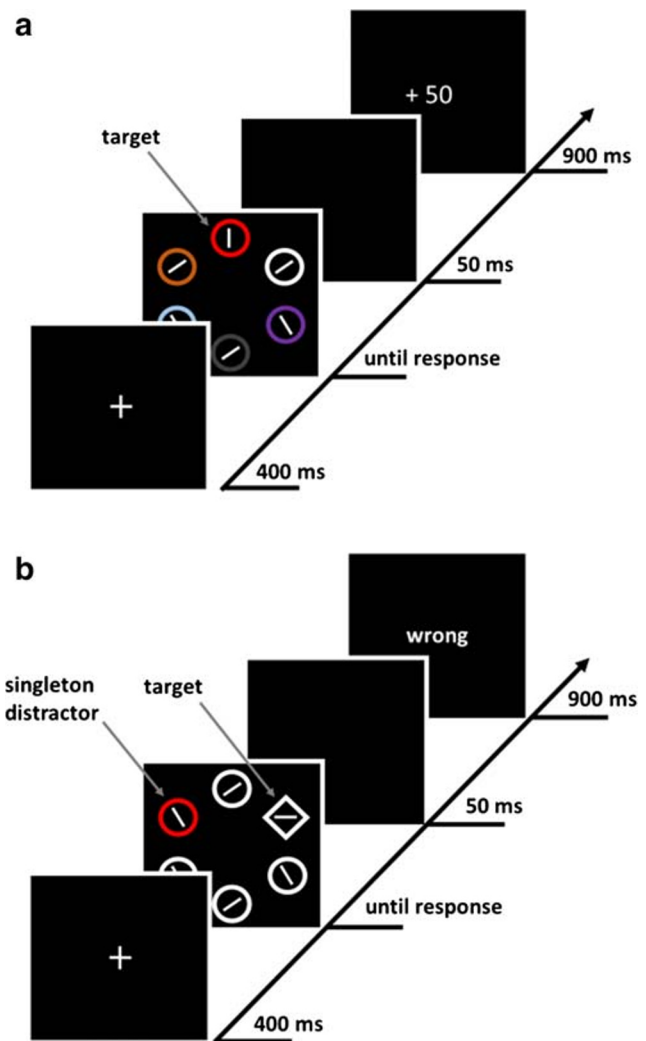 a
+ 50
target
900 ms
50 ms
until response
400 ms
b
wrong
singleton
distractor
target
900 ms
50 ms
until response
400 ms